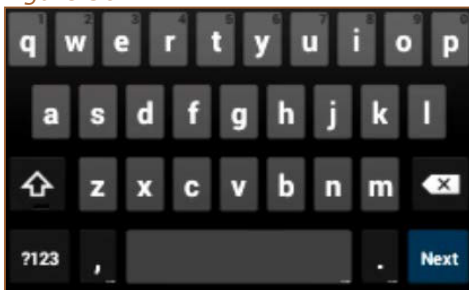 q w e r t y u i o p
a s d f g h j k l
z x c v b n m
?123 , . Next